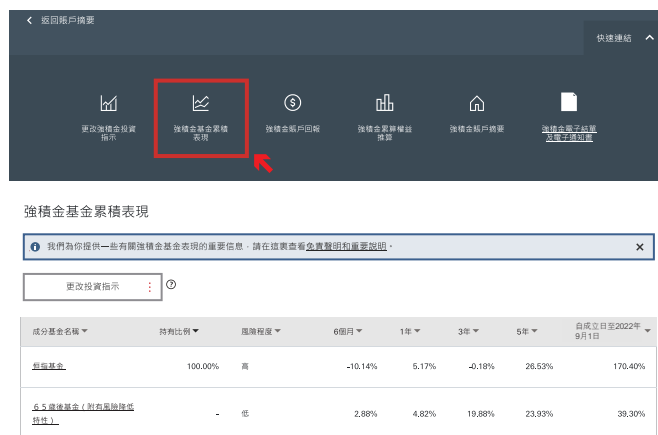 返回賬戶摘要
快速連結
更改強積金投資
指示
強積金基金累積
表現
強積金賬戶回報
強積金累算權益
推算
強積金賬戶摘要
強積金電子結單
及電子通知書
強積金基金累積表現
我們為你提供一些有關強積金基金表現的重要信息，請在這裏查看免責聲明和重要說明。
更改投資指示
成分基金名稱 持有比例 風險程度 6個月 1年 3年 5年 自成立日至2022年
9月1日
恒指基金 100.00% 高 -10.14% 5.17% -0.18% 26.53% 170.40%
６５歲後基金（附有風險降低
特性） - 低 2.88% 4.82% 19.88% 23.93% 39.30%